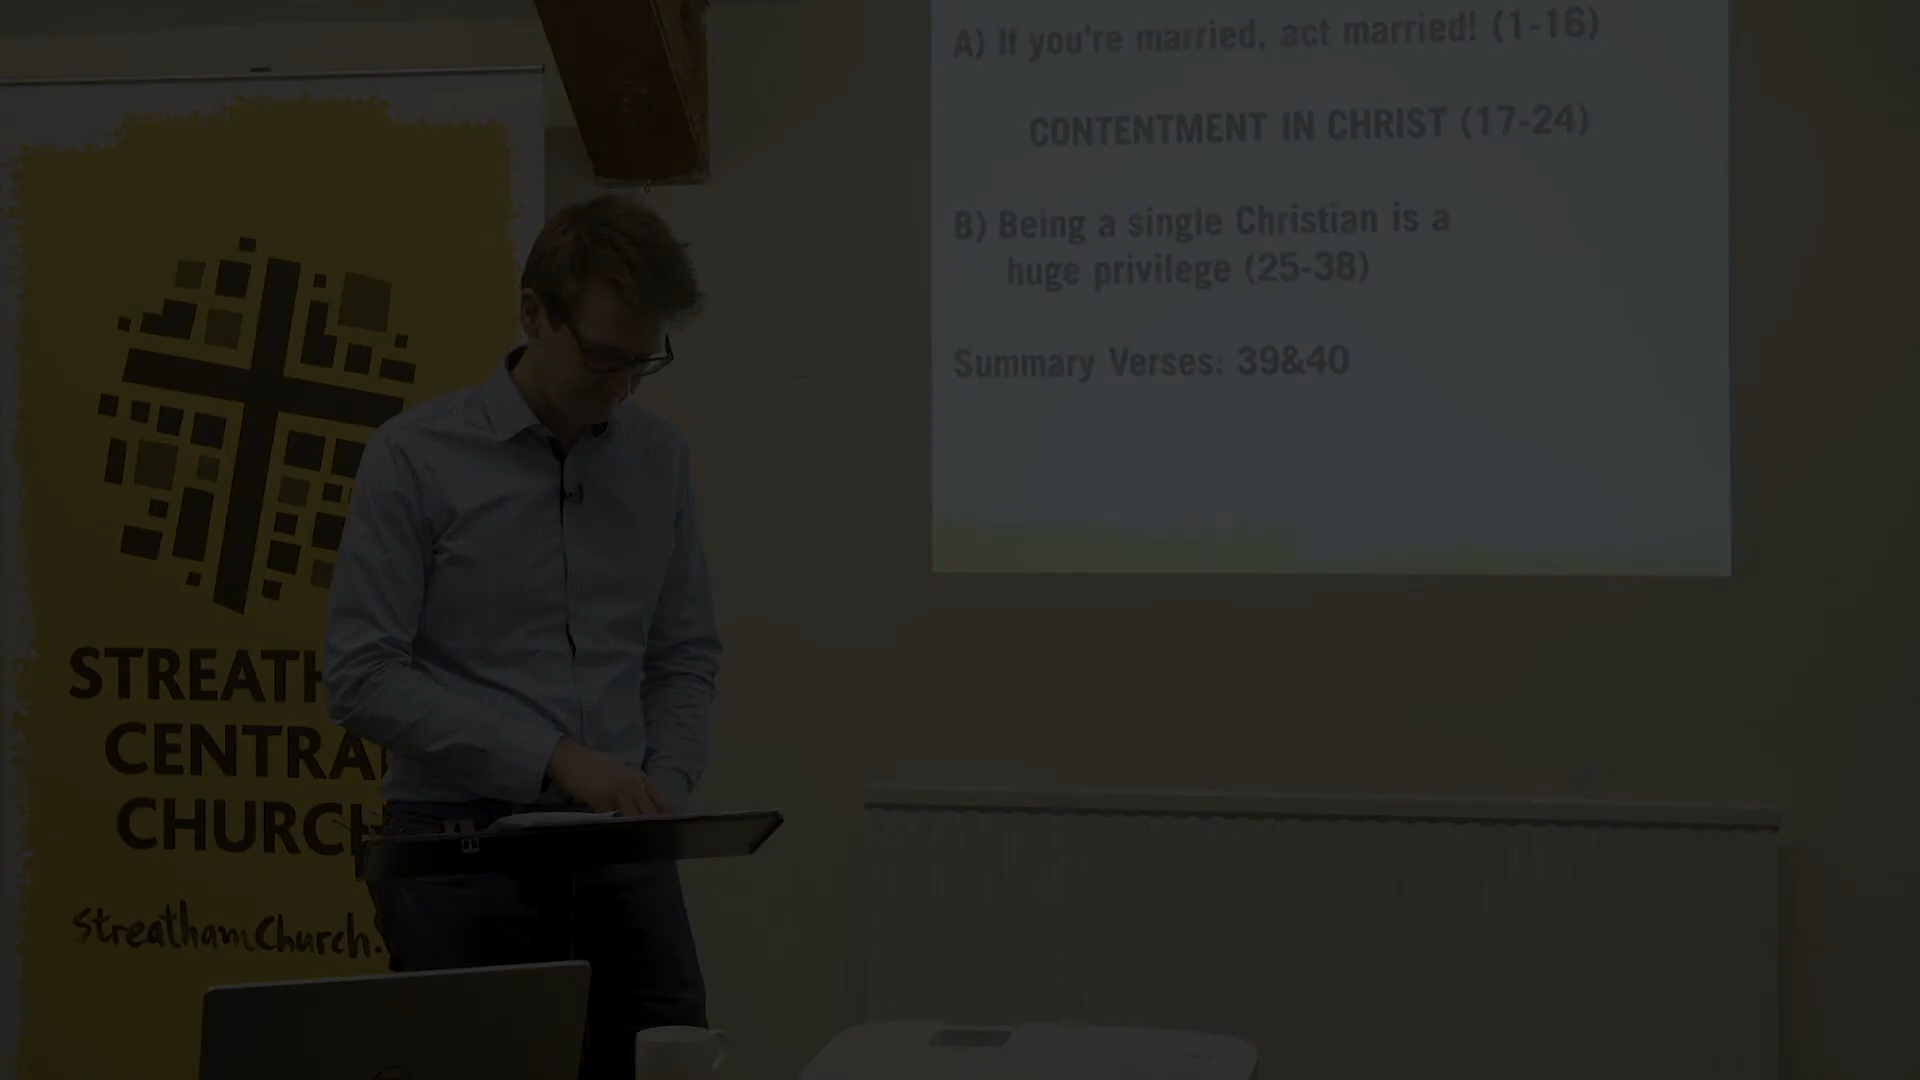 A) If you're married, act married! (1-16)
CONTENTMENT IN CHRIST (17-24)
B) Being a single Christian is a
huge privilege (25-38)
Summary Verses: 39&40
STREATH
CENTRAL
CHURCH
streathamChurch.